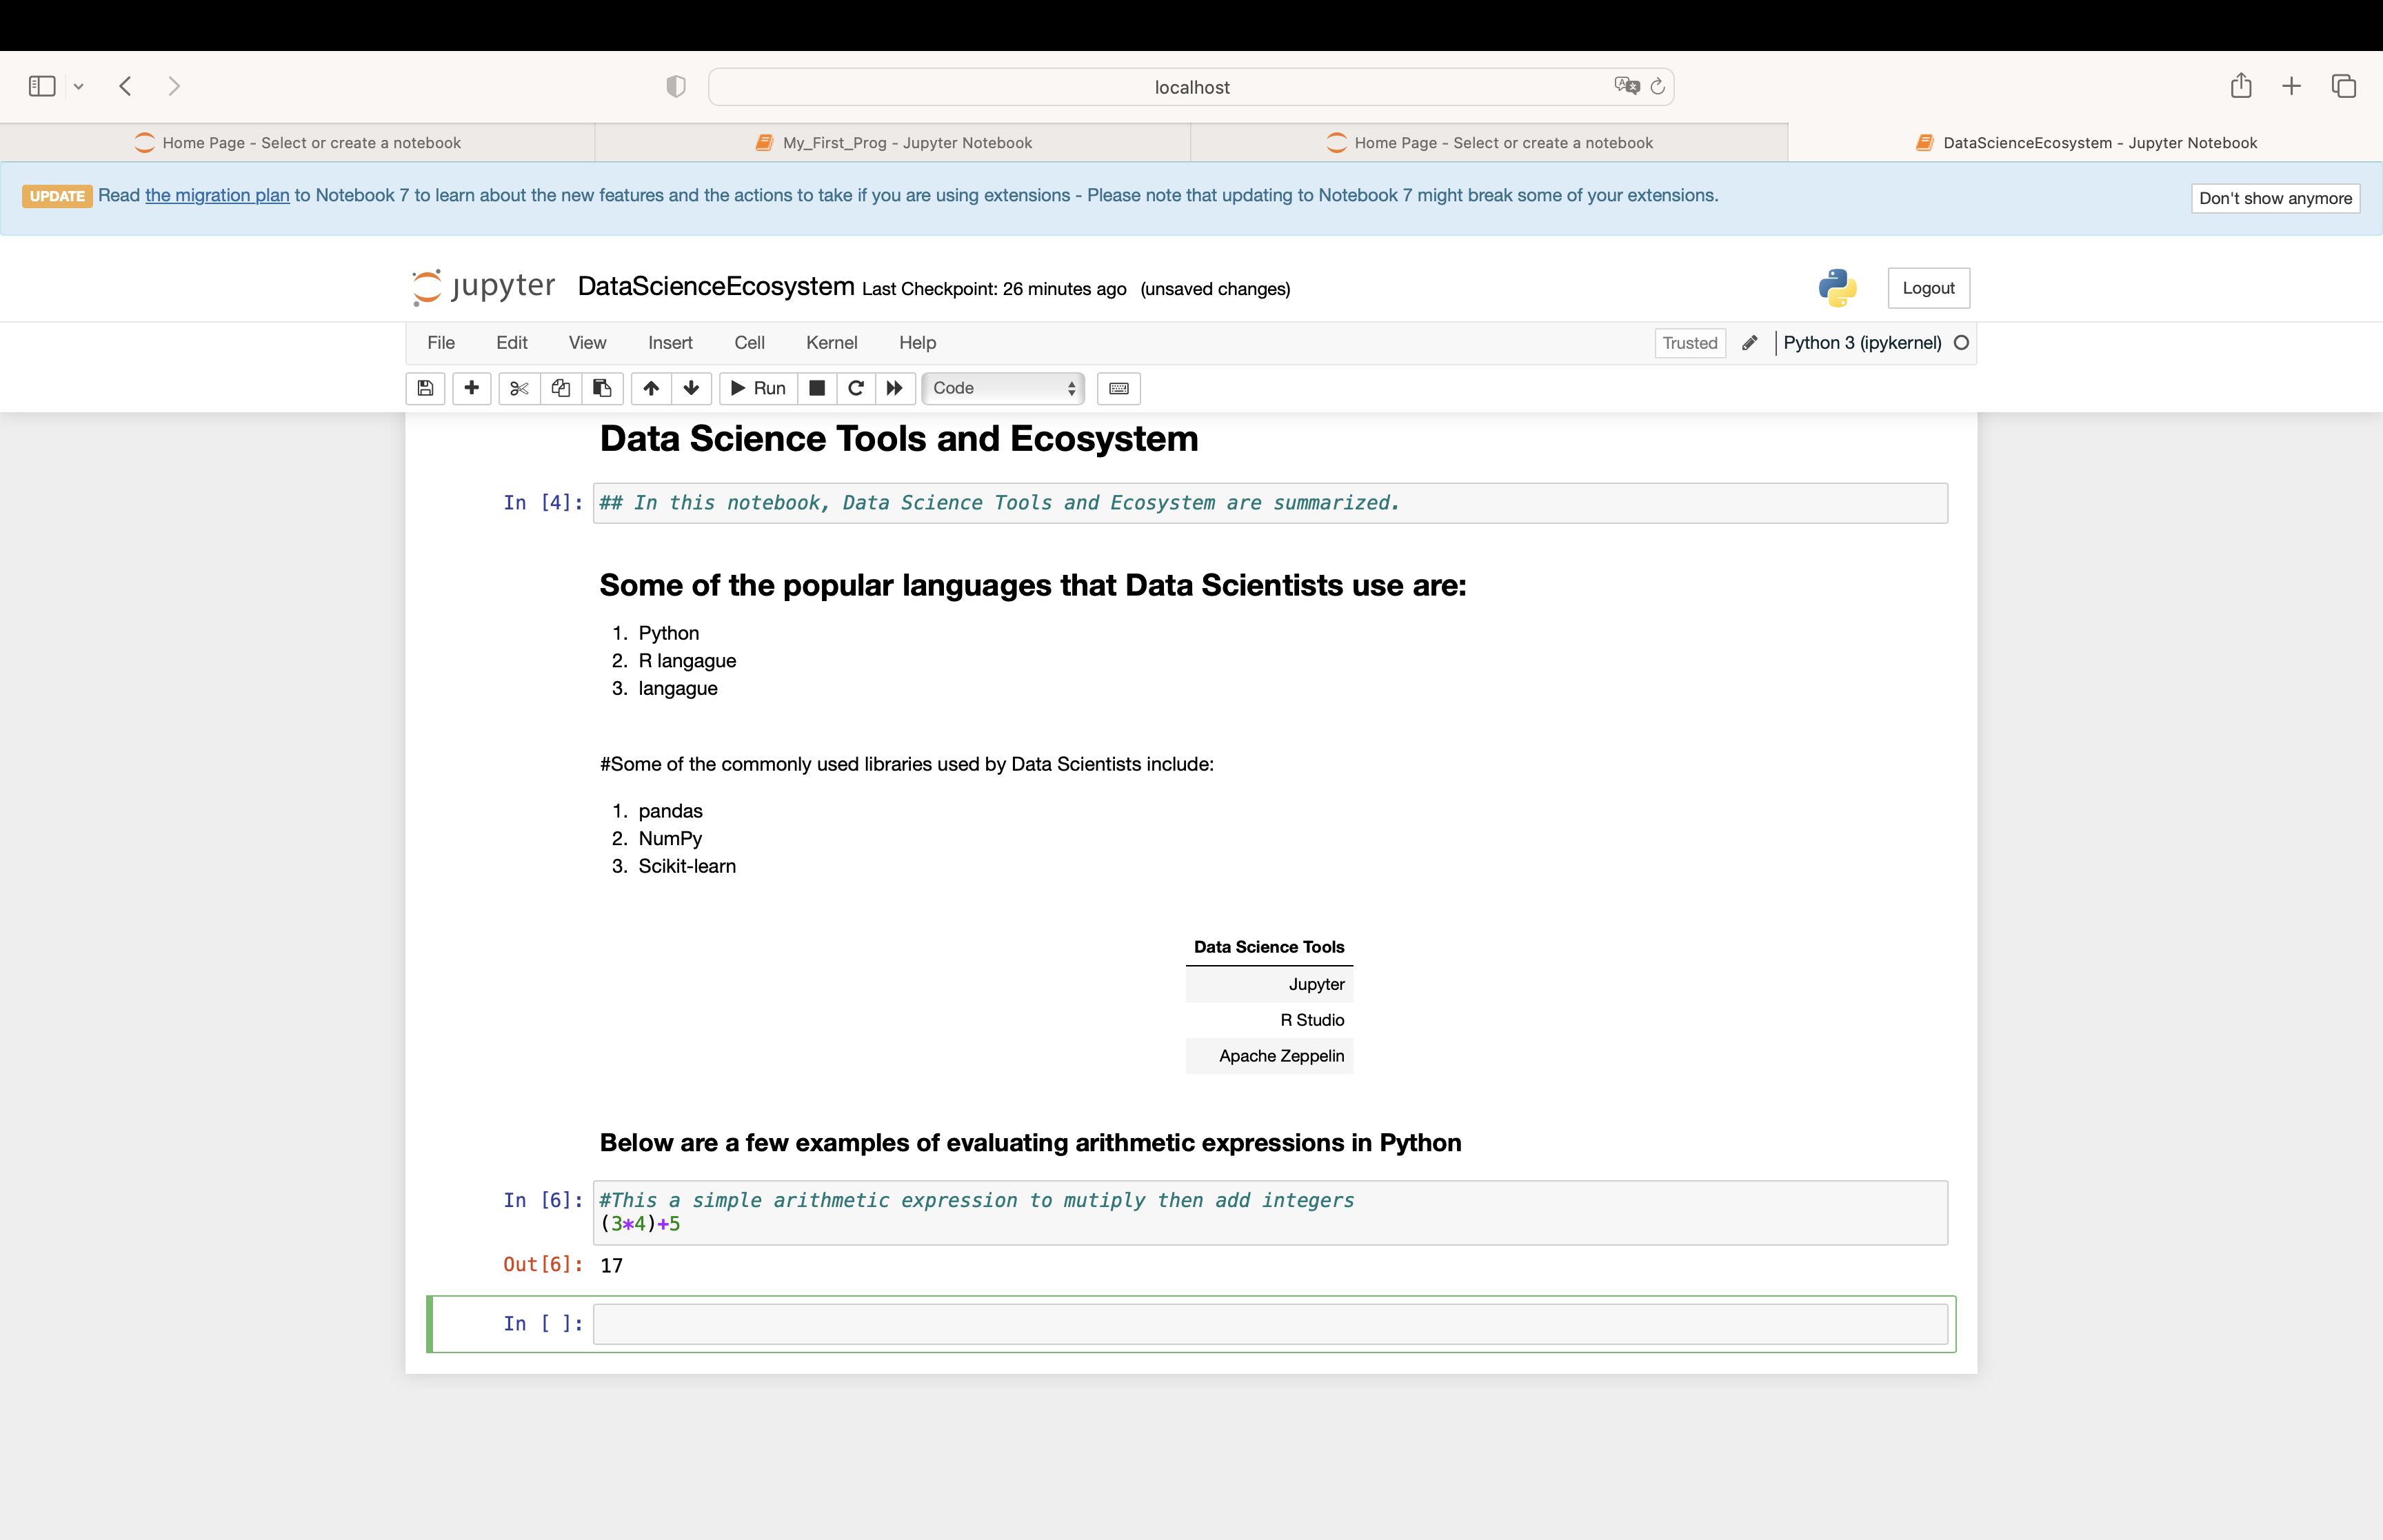 localhost
Home Page - Select or create a notebook
My_First_Prog - Jupyter Notebook
Home Page - Select or create a notebook
DataScienceEcosystem - Jupyter Notebook
UPDATE Read the migration plan to Notebook 7 to learn about the new features and the actions to take if you are using extensions - Please note that updating to Notebook 7 might break some of your extensions.
Don't show anymore
jupyter DataScienceEcosystem Last Checkpoint: 26 minutes ago (unsaved changes)
Logout
File Edit View Insert Cell Kernel Help
Trusted Python 3 (ipykernel)
Run Code
Data Science Tools and Ecosystem
In [4]: ## In this notebook, Data Science Tools and Ecosystem are summarized.
Some of the popular languages that Data Scientists use are:
1. Python
2. R langague
3. langague
#Some of the commonly used libraries used by Data Scientists include:
1. pandas
2. NumPy
3. Scikit-learn
Data Science Tools
Jupyter
R Studio
Apache Zeppelin
Below are a few examples of evaluating arithmetic expressions in Python
In [6]: #This a simple arithmetic expression to mutiply then add integers
(3*4)+5
Out[6]: 17
In [ ]: